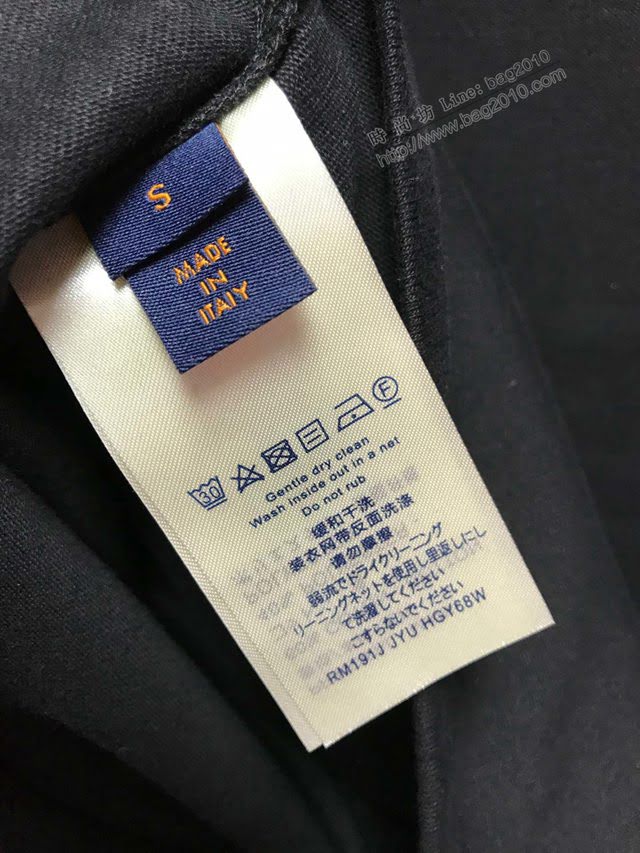 時尚坊 Line: bag2010
www.bag2010.com
S
MADE
IN
ITALY
30
F
Gentle dry clean
Wash inside out in a net
Do not rub
缓和干洗
装衣网带反面洗涤
请勿摩擦
弱流でドライクリーニング
リーニングネットを使用し裏返しにし
て洗濯してください
こすらないでください
RM191J JYU HGY68W